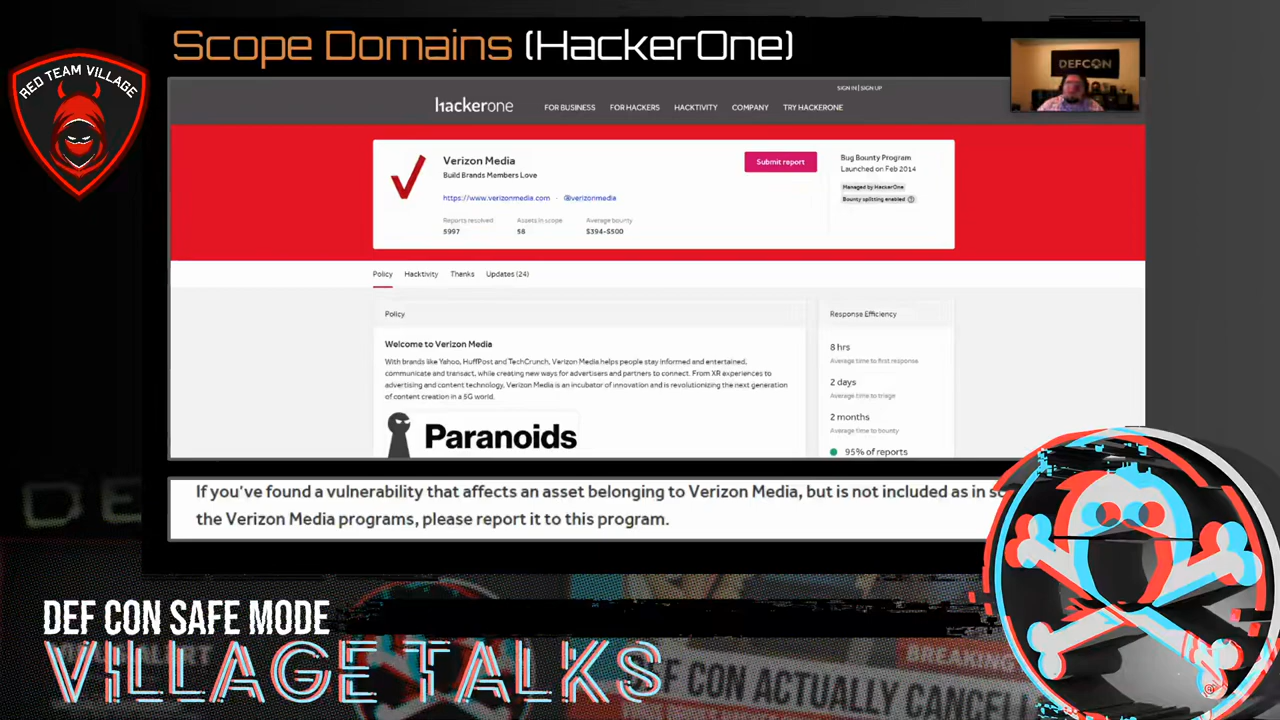 Scope Domains (HackerOne)
RED TEAM VILLAGE
DEFCON
SIGN IN | SIGN UP
hackerone
FOR BUSINESS FOR HACKERS HACKTIVITY COMPANY TRY HACKERONE
Verizon Media
Build Brands Members Love
https://www.verizonmedia.com · @verizonmedia
Reports resolved Assets in scope Average bounty
5997 58 $394-$500
Submit report
Bug Bounty Program
Launched on Feb 2014
Managed by HackerOne
Bounty splitting enabled
Policy Hacktivity Thanks Updates (24)
Policy
Welcome to Verizon Media
With brands like Yahoo, HuffPost and TechCrunch, Verizon Media helps people stay informed and entertained,
communicate and transact, while creating new ways for advertisers and partners to connect. From XR experiences to
advertising and content technology, Verizon Media is an incubator of innovation and is revolutionizing the next generation
of content creation in a 5G world.
Paranoids
Response Efficiency
8 hrs
Average time to first response
2 days
Average time to triage
2 months
Average time to bounty
95% of reports
If you've found a vulnerability that affects an asset belonging to Verizon Media, but is not included as in sc
the Verizon Media programs, please report it to this program.
DEF CON SAFE MODE
VILLAGE TALKS
BREAKING
DEF CON ACTUALLY CANCELL